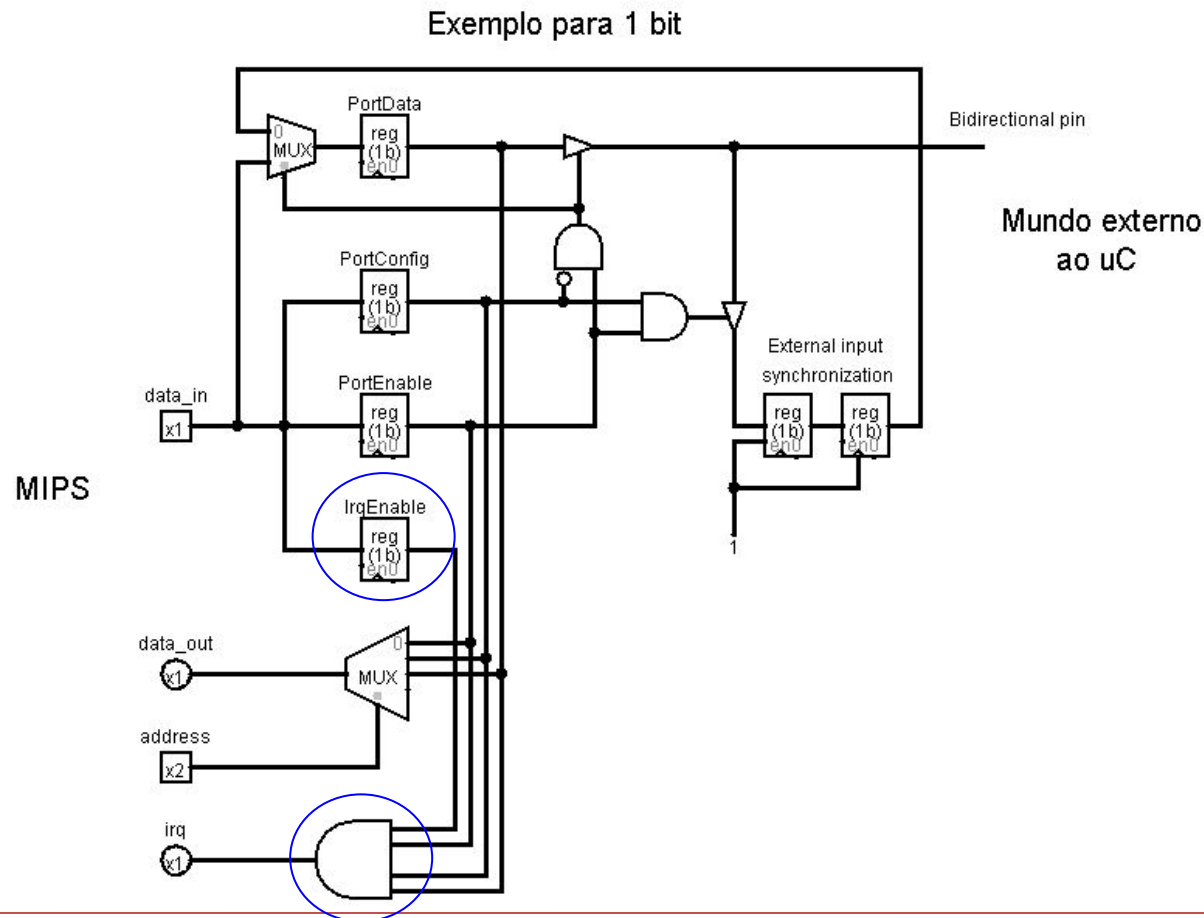 Exemplo para 1 bit
PortData
0
MUX
reg
(1b)
en0
Bidirectional pin
Mundo externo
ao uC
PortConfig
reg
(1b)
en0
External input
synchronization
PortEnable
data_in
x1
reg
(1b)
en0
reg
(1b)
en0
reg
(1b)
en0
MIPS
IrqEnable
reg
(1b)
en0
1
data_out
x1
0
MUX
address
x2
irq
x1